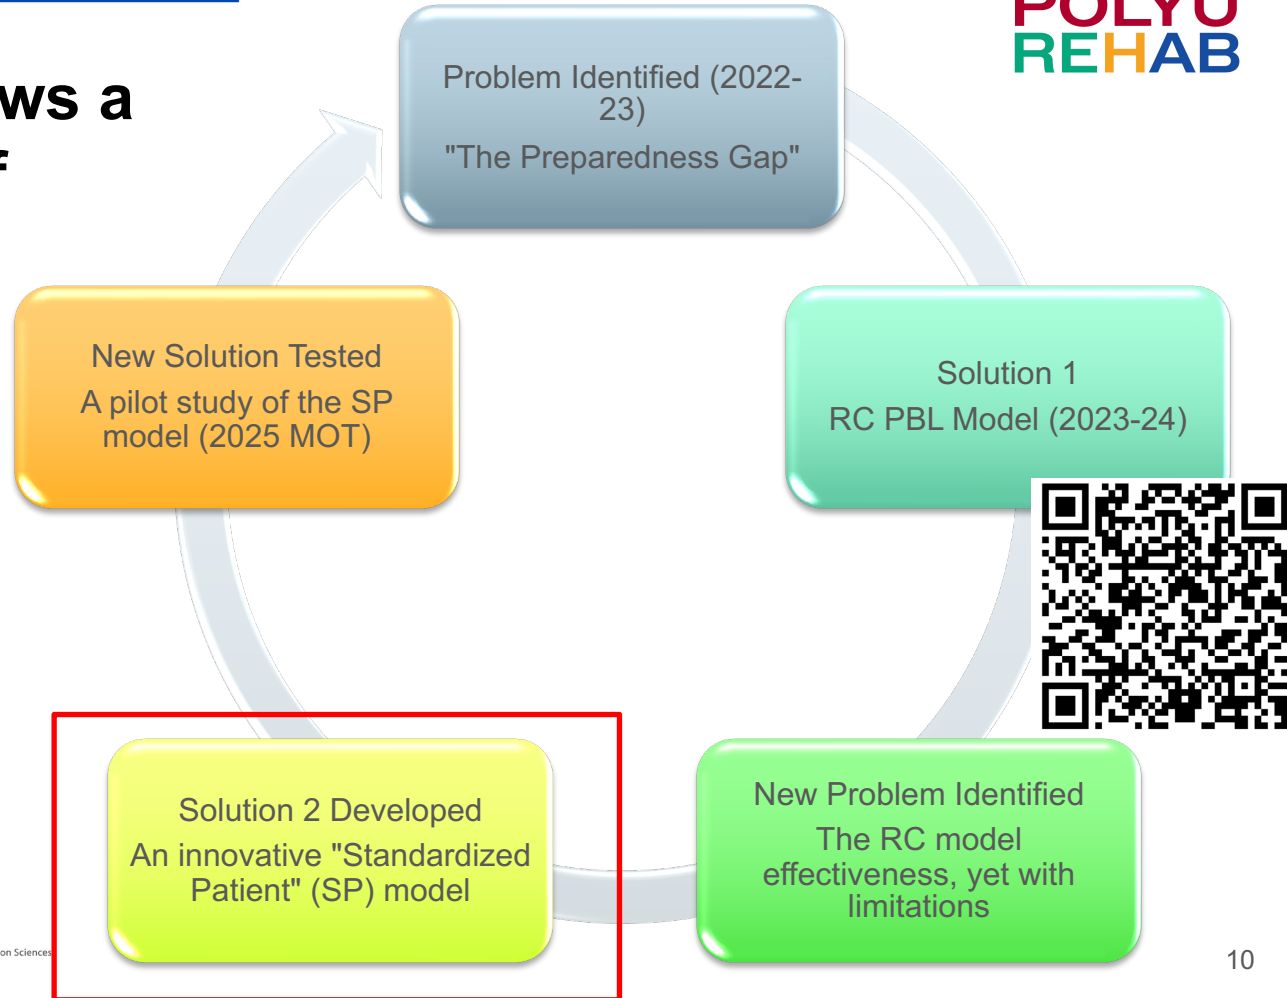 POLYU
REHAB
ws a
Problem Identified (2022-
23)
"The Preparedness Gap"
New Solution Tested
A pilot study of the SP
model (2025 MOT)
Solution 1
RC PBL Model (2023-24)
Solution 2 Developed
An innovative "Standardized
Patient" (SP) model
New Problem Identified
The RC model
effectiveness, yet with
limitations
on Sciences
10